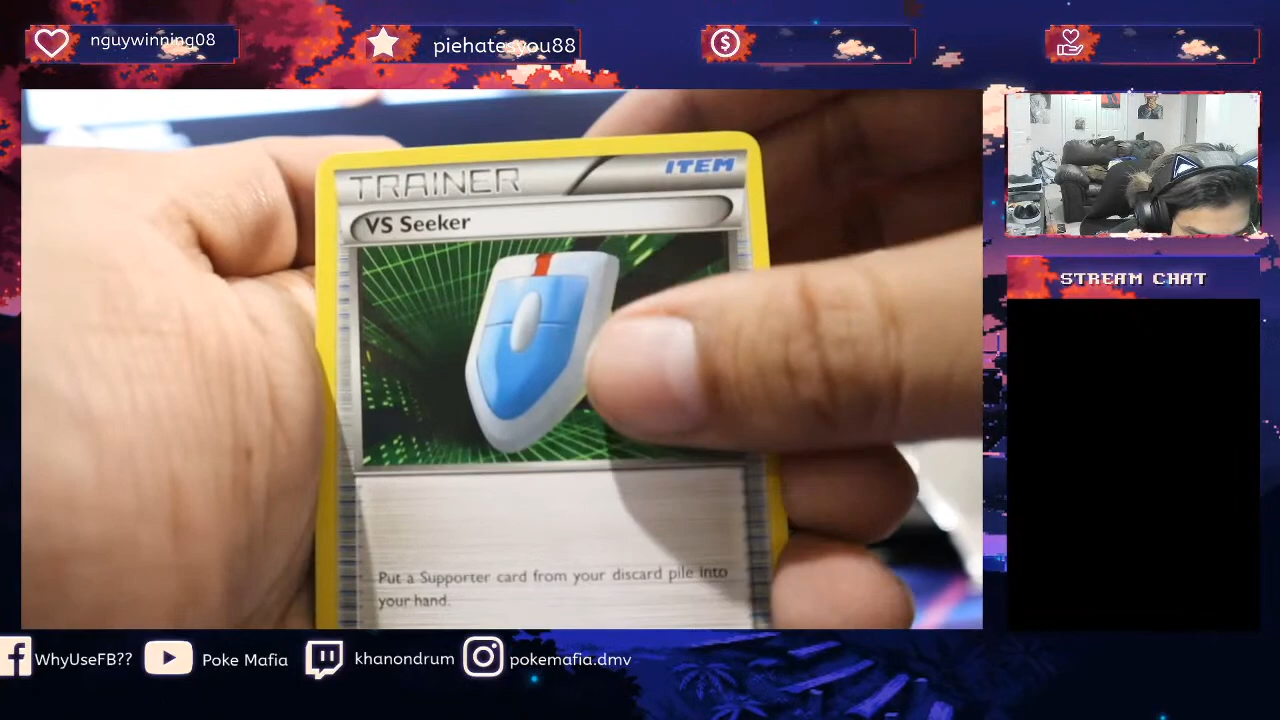 nguywinning08
piehatesyou88
TRAINER
ITEM
VS Seeker
STREAM CHAT
Put a Supporter card from your discard pile into
your hand.
WhyUseFB??
Poke Mafia
khanondrum
pokemafia.dmv